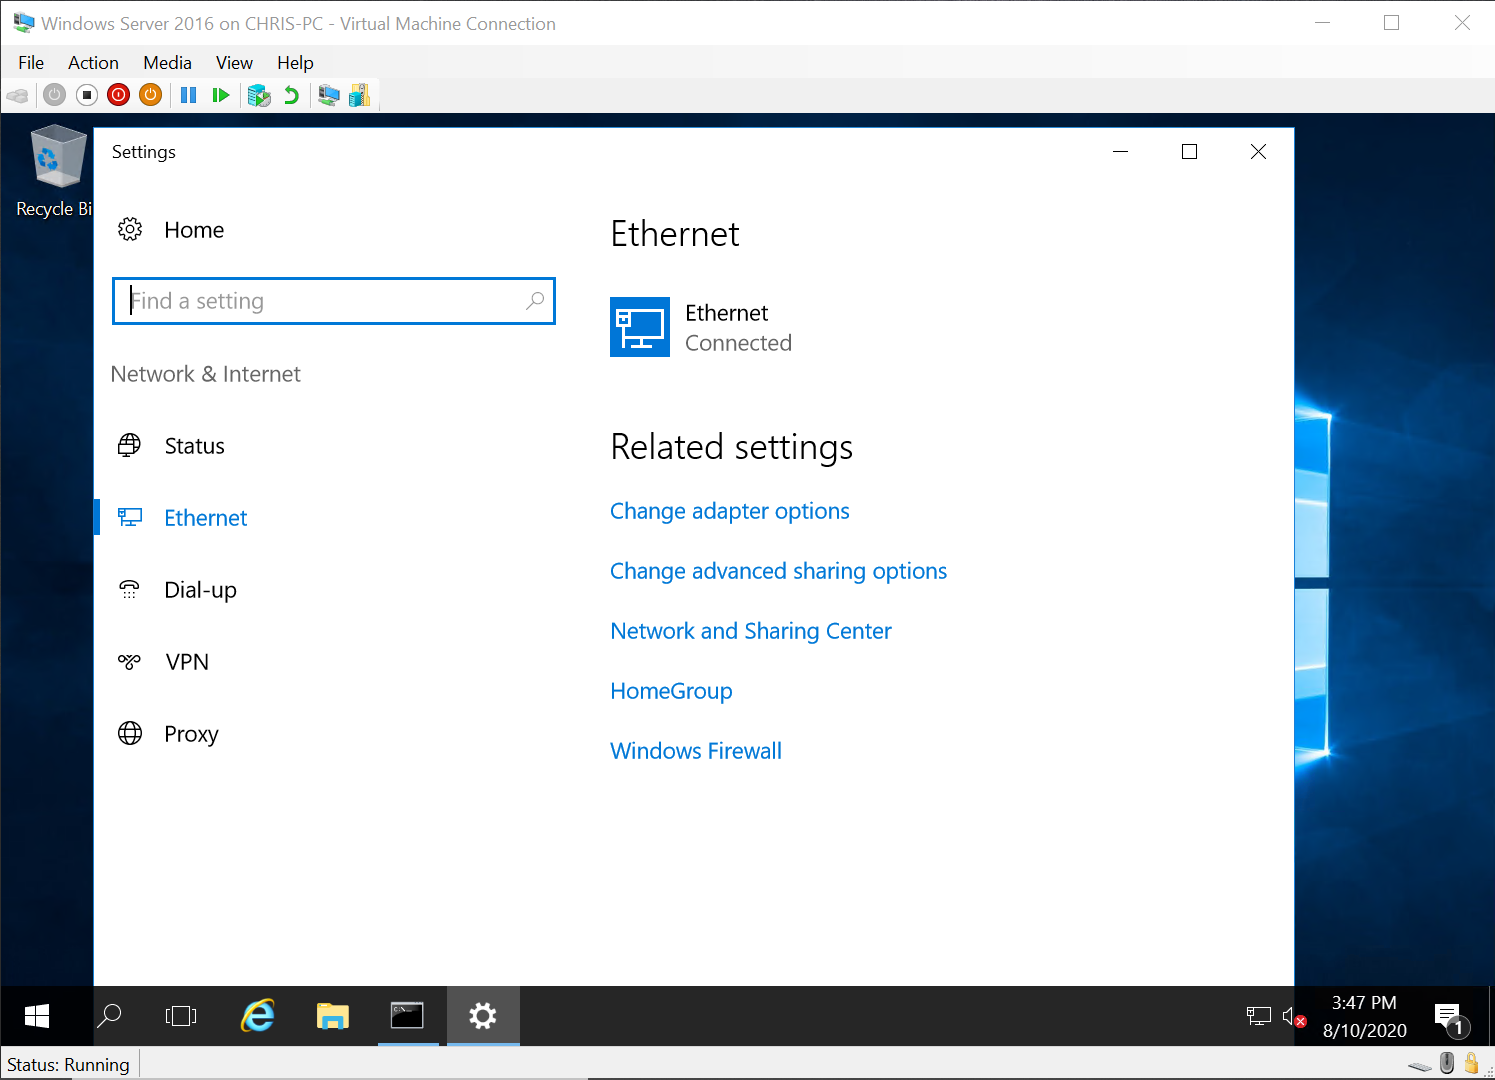 Windows Server 2016 on CHRIS-PC - Virtual Machine Connection
File Action Media View Help
Recycle Bi
Settings
Home
Find a setting
Network & Internet
Status
Ethernet
Dial-up
VPN
Proxy
Ethernet
Ethernet
Connected
Related settings
Change adapter options
Change advanced sharing options
Network and Sharing Center
HomeGroup
Windows Firewall
3:47 PM
8/10/2020
1
Status: Running